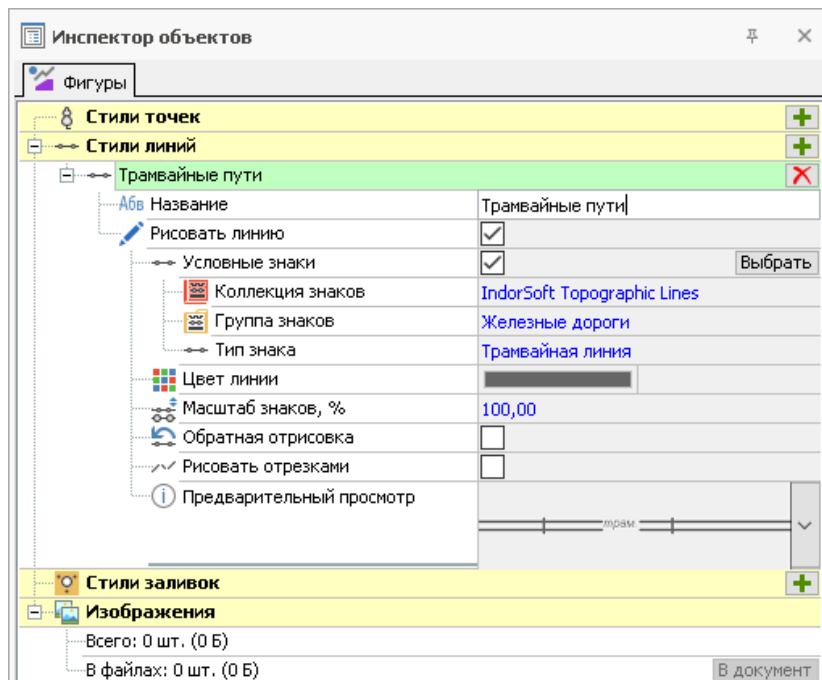 Инспектор объектов
Фигуры
Стили точек
Стили линий
Трамвайные пути
Абв Название Трамвайные пути
Рисовать линию
Условные знаки Выбрать
Коллекция знаков IndorSoft Topographic Lines
Группа знаков Железные дороги
Тип знака Трамвайная линия
Цвет линии
Масштаб знаков, % 100,00
Обратная отрисовка
Рисовать отрезками
Предварительный просмотр
трам.
Стили заливок
Изображения
Всего: 0 шт. (0 Б)
В файлах: 0 шт. (0 Б) В документ